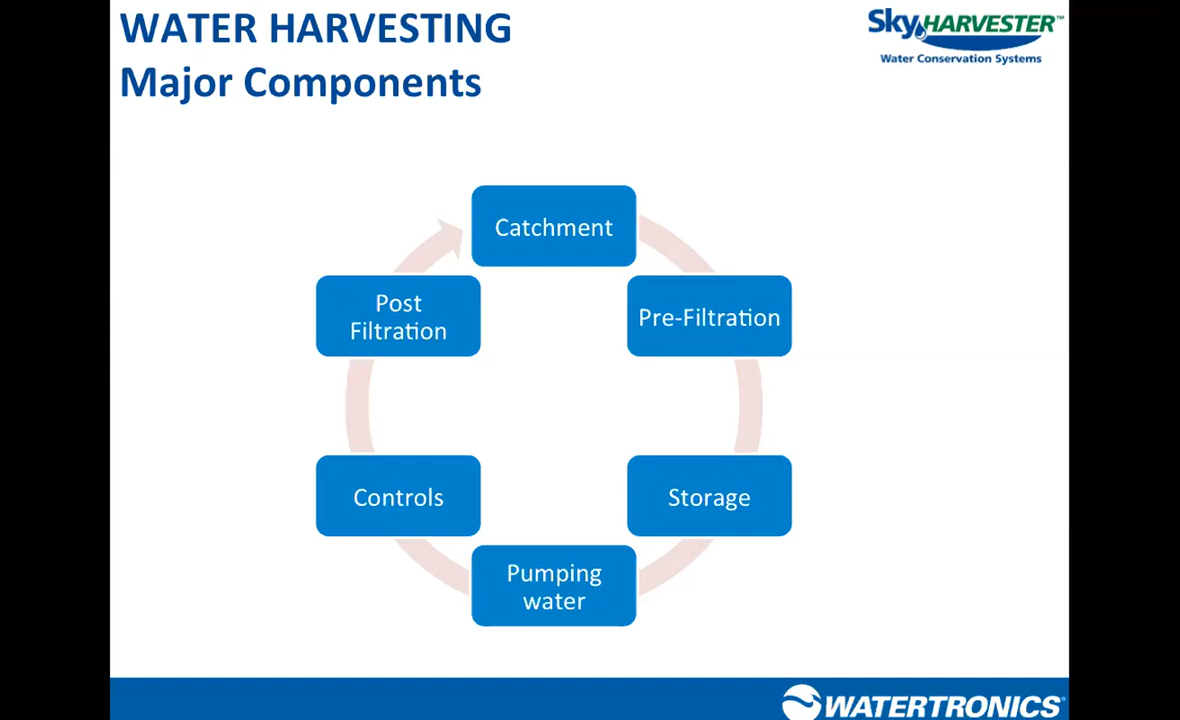 WATER HARVESTING
Major Components
SkyHARVESTER™
Water Conservation Systems
Catchment
Pre-Filtration
Storage
Pumping
water
Controls
Post
Filtration
WATERTRONICS